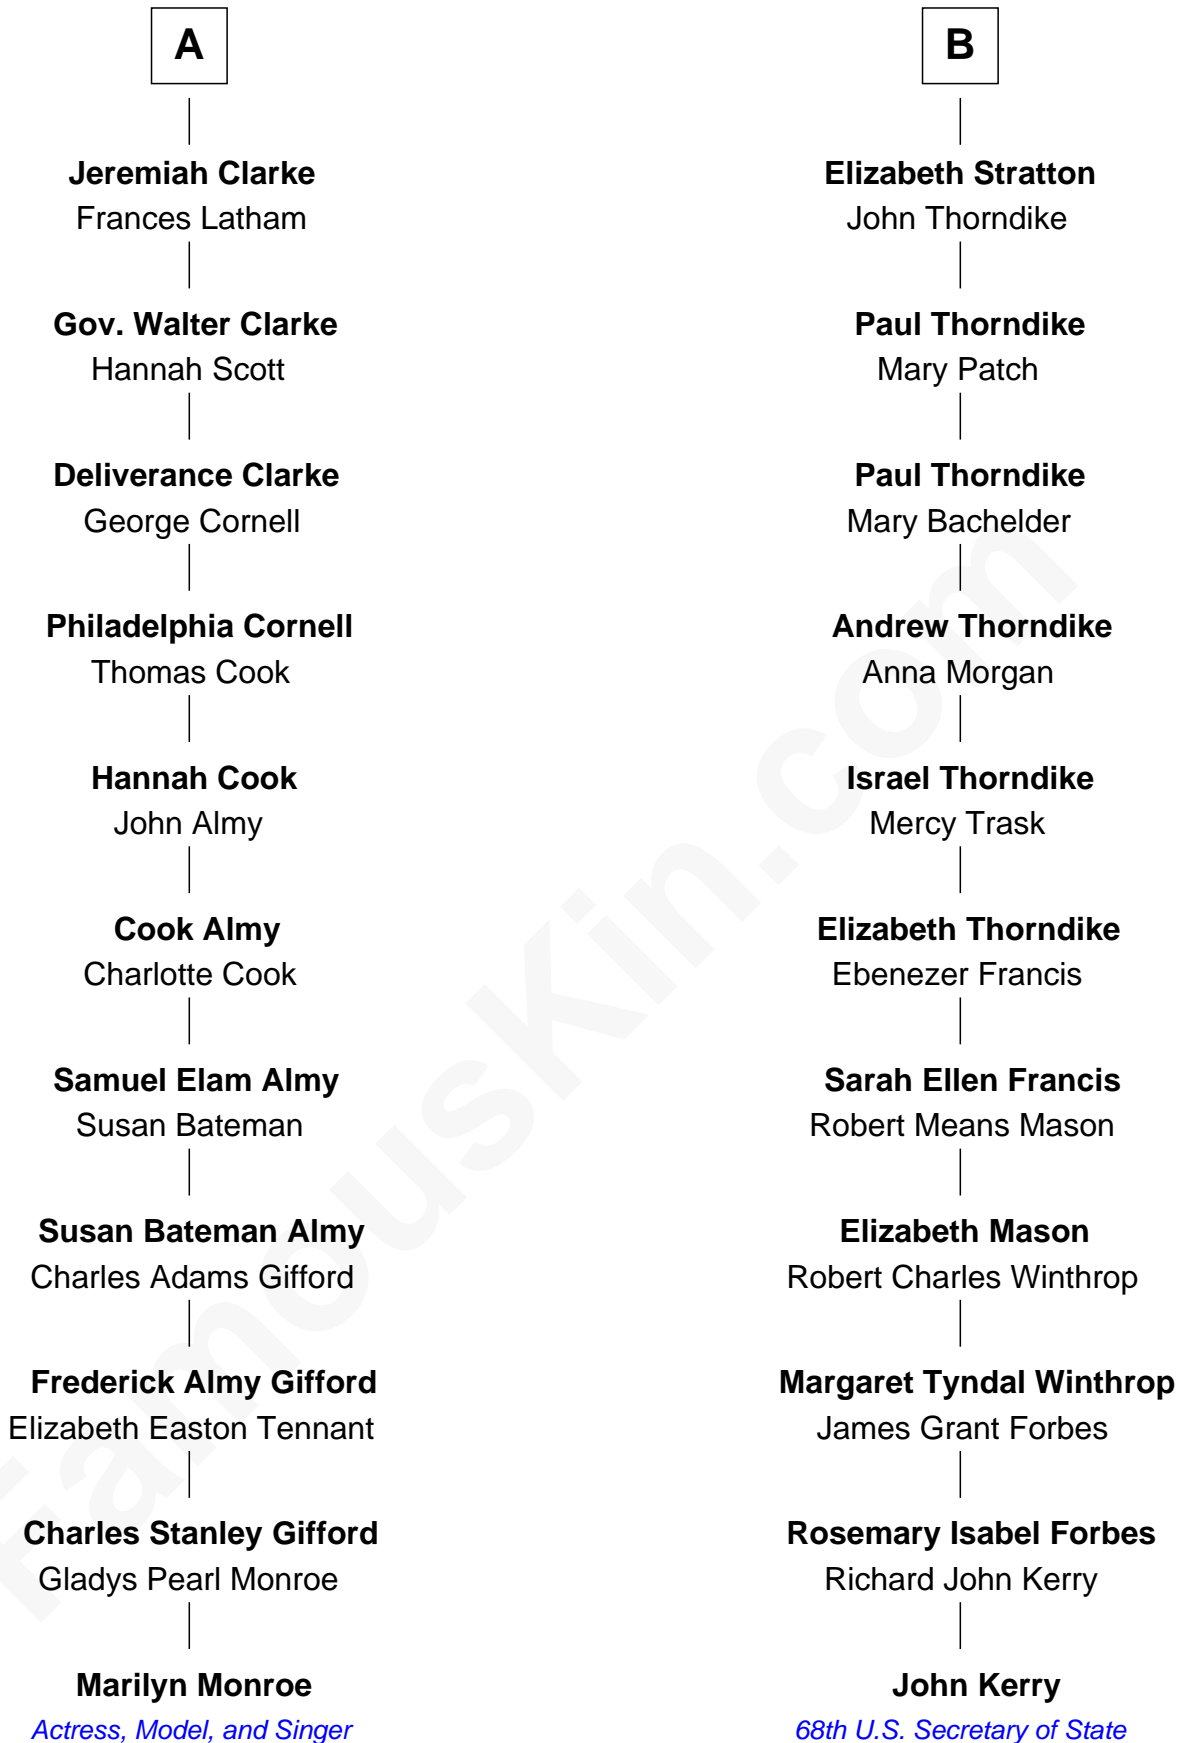 A
Jeremiah Clarke
Frances Latham
Gov. Walter Clarke
Hannah Scott
Deliverance Clarke
George Cornell
Philadelphia Cornell
Thomas Cook
Hannah Cook
John Almy
Cook Almy
Charlotte Cook
Samuel Elam Almy
Susan Bateman
Susan Bateman Almy
Charles Adams Gifford
Frederick Almy Gifford
Elizabeth Easton Tennant
Charles Stanley Gifford
Gladys Pearl Monroe
Marilyn Monroe
Actress, Model, and Singer
B
Elizabeth Stratton
John Thorndike
Paul Thorndike
Mary Patch
Paul Thorndike
Mary Bachelder
Andrew Thorndike
Anna Morgan
Israel Thorndike
Mercy Trask
Elizabeth Thorndike
Ebenezer Francis
Sarah Ellen Francis
Robert Means Mason
Elizabeth Mason
Robert Charles Winthrop
Margaret Tyndal Winthrop
James Grant Forbes
Rosemary Isabel Forbes
Richard John Kerry
John Kerry
68th U.S. Secretary of State
FamousKin.com